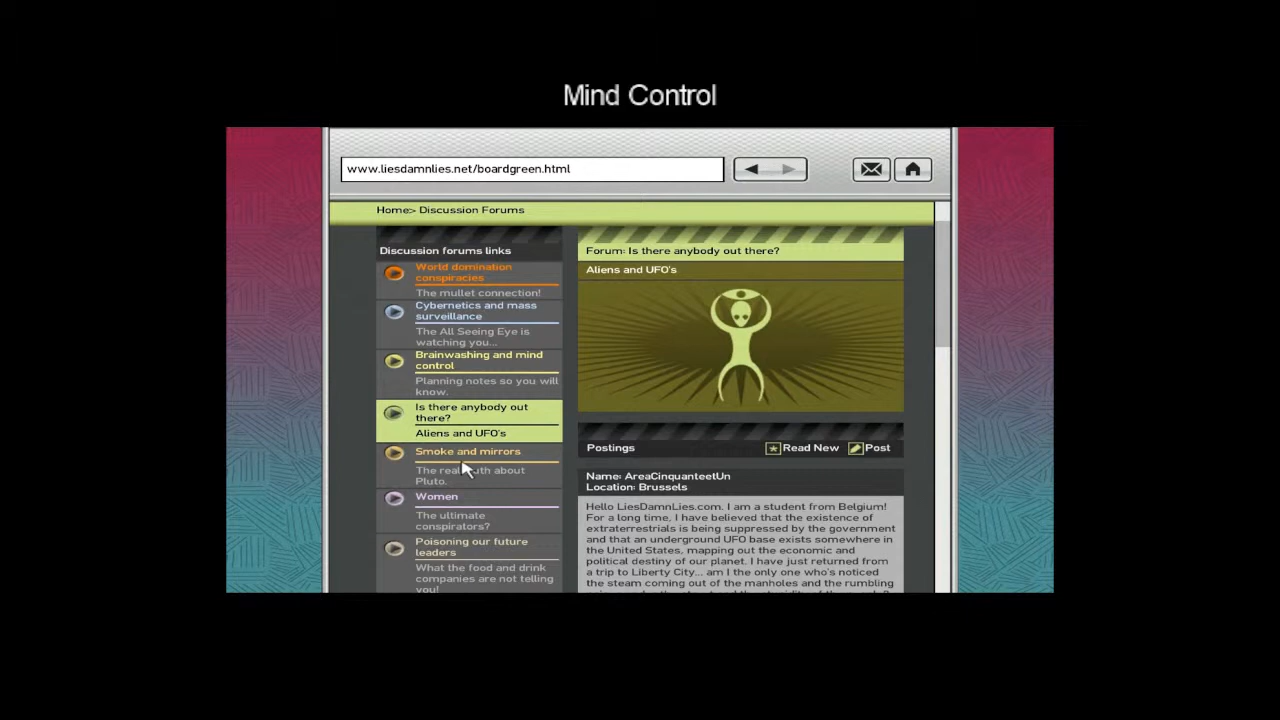 Mind Control
www.liesdamnlies.net/boardgreen.html
Home> Discussion Forums
Discussion forums links
World domination
conspiracies
The mullet connection!
Cybernetics and mass
surveillance
The All Seeing Eye is
watching you...
Brainwashing and mind
control
Planning notes so you will
know.
Is there anybody out
there?
Aliens and UFO's
Smoke and mirrors
The real truth about
Pluto.
Women
The ultimate
conspirators?
Poisoning our future
leaders
What the food and drink
companies are not telling
you!
Forum: Is there anybody out there?
Aliens and UFO's
Postings
Read New
Post
Name: AreaCinquanteetUn
Location: Brussels
Hello LiesDamnLies.com. I am a student from Belgium!
For a long time, I have believed that the existence of
extraterrestrials is being suppressed by the government
and that an underground UFO base exists somewhere in
the United States, mapping out the economic and
political destiny of our planet. I have just returned from
a trip to Liberty City... am I the only one who's noticed
the steam coming out of the manholes and the rumbling